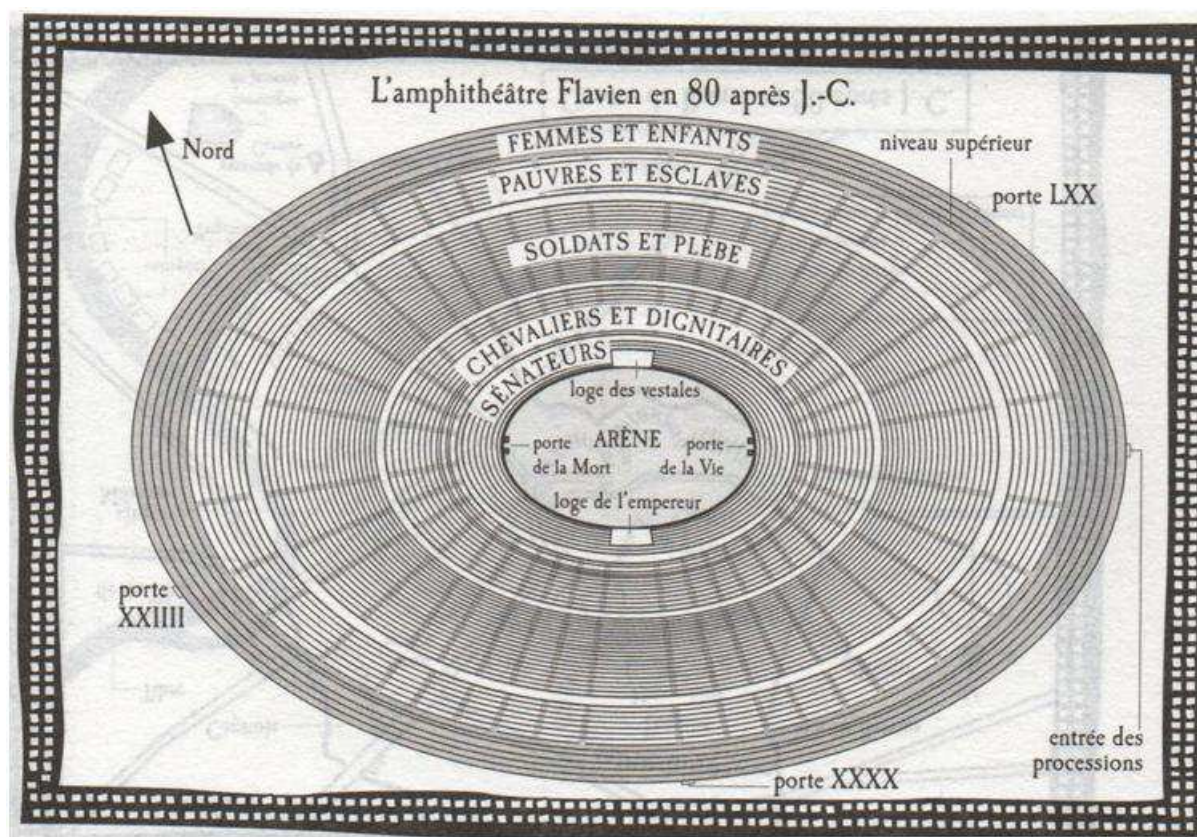 L'amphithéâtre Flavien en 80 après J.-C.
Nord
FEMMES ET ENFANTS
niveau supérieur
PAUVRES ET ESCLAVES
porte LXX
SOLDATS ET PLÈBE
CHEVALIERS ET DIGNITAIRES
SÉNATEURS
loge des vestales
porte
de la Mort
ARÈNE
porte
de la Vie
loge de l'empereur
porte
XXIIII
entrée des
processions
porte XXXX